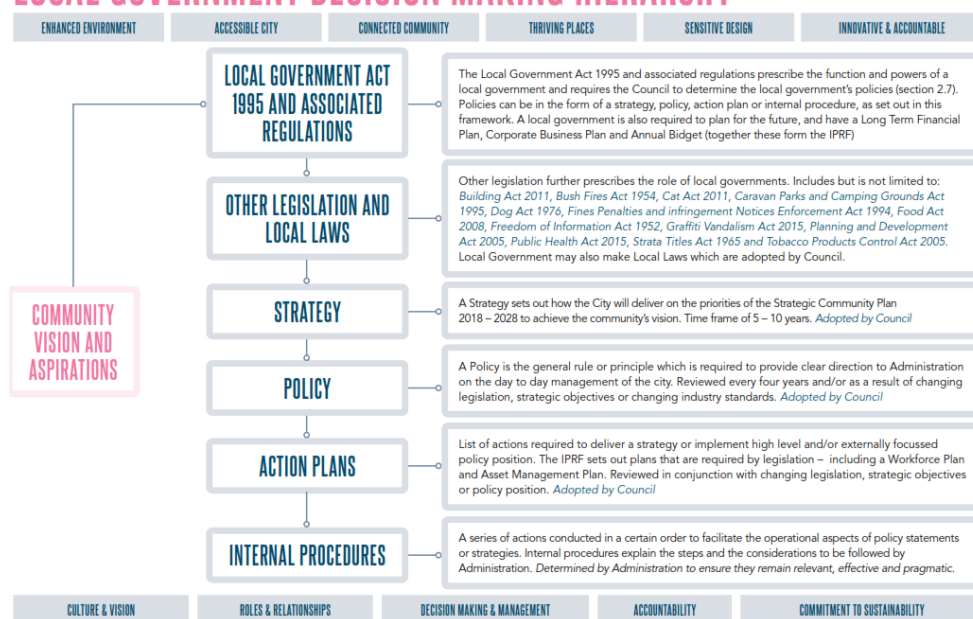 LOCAL GOVERNMENT DECISION MAKING HIERARCHY
ENHANCED ENVIRONMENT
ACCESSIBLE CITY
CONNECTED COMMUNITY
THRIVING PLACES
SENSITIVE DESIGN
INNOVATIVE & ACCOUNTABLE
COMMUNITY
VISION AND
ASPIRATIONS
LOCAL GOVERNMENT ACT
1995 AND ASSOCIATED
REGULATIONS
The Local Government Act 1995 and associated regulations prescribe the function and powers of a
local government and requires the Council to determine the local government's policies (section 2.7).
Policies can be in the form of a strategy, policy, action plan or internal procedure, as set out in this
framework. A local government is also required to plan for the future, and have a Long Term Financial
Plan, Corporate Business Plan and Annual Budget (together these form the IPRF)
OTHER LEGISLATION AND
LOCAL LAWS
Other legislation further prescribes the role of local governments. Includes but is not limited to:
Building Act 2011, Bush Fires Act 1954, Cat Act 2011, Caravan Parks and Camping Grounds Act
1995, Dog Act 1976, Fines Penalties and infringement Notices Enforcement Act 1994, Food Act
2008, Freedom of Information Act 1952, Graffiti Vandalism Act 2015, Planning and Development
Act 2005, Public Health Act 2015, Strata Titles Act 1965 and Tobacco Products Control Act 2005.
Local Government may also make Local Laws which are adopted by Council.
STRATEGY
A Strategy sets out how the City will deliver on the priorities of the Strategic Community Plan
2018 – 2028 to achieve the community's vision. Time frame of 5 – 10 years. Adopted by Council
POLICY
A Policy is the general rule or principle which is required to provide clear direction to Administration
on the day to day management of the city. Reviewed every four years and/or as a result of changing
legislation, strategic objectives or changing industry standards. Adopted by Council
ACTION PLANS
List of actions required to deliver a strategy or implement high level and/or externally focussed
policy position. The IPRF sets out plans that are required by legislation – including a Workforce Plan
and Asset Management Plan. Reviewed in conjunction with changing legislation, strategic objectives
or policy position. Adopted by Council
INTERNAL PROCEDURES
A series of actions conducted in a certain order to facilitate the operational aspects of policy statements
or strategies. Internal procedures explain the steps and the considerations to be followed by
Administration. Determined by Administration to ensure they remain relevant, effective and pragmatic.
CULTURE & VISION
ROLES & RELATIONSHIPS
DECISION MAKING & MANAGEMENT
ACCOUNTABILITY
COMMITMENT TO SUSTAINABILITY